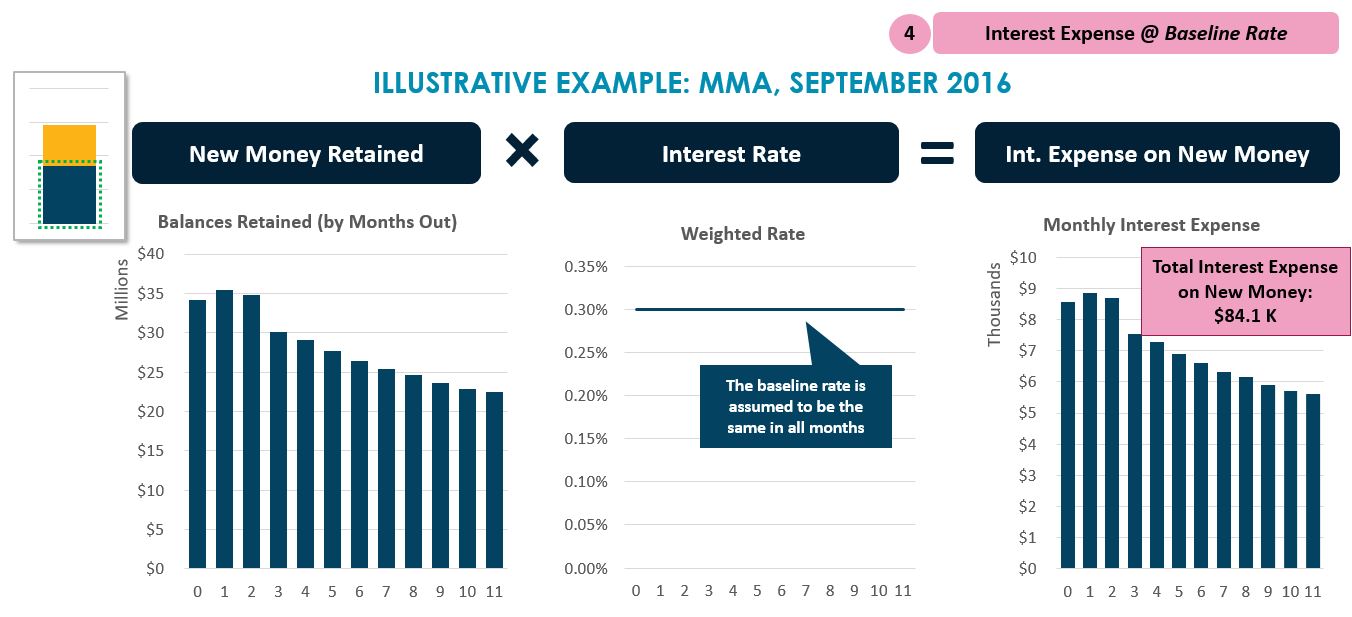 4
Interest Expense @ Baseline Rate
ILLUSTRATIVE EXAMPLE: MMA, SEPTEMBER 2016
New Money Retained
×
Interest Rate
=
Int. Expense on New Money
Balances Retained (by Months Out)
Millions
$40
$35
$30
$25
$20
$15
$10
$5
$0
0 1 2 3 4 5 6 7 8 9 10 11
Weighted Rate
0.35%
0.30%
0.25%
0.20%
0.15%
0.10%
0.05%
0.00%
The baseline rate is
assumed to be the
same in all months
0 1 2 3 4 5 6 7 8 9 10 11
Monthly Interest Expense
Thousands
$10
$9
$8
$7
$6
$5
$4
$3
$2
$1
$0
Total Interest Expense
on New Money:
$84.1 K
0 1 2 3 4 5 6 7 8 9 10 11